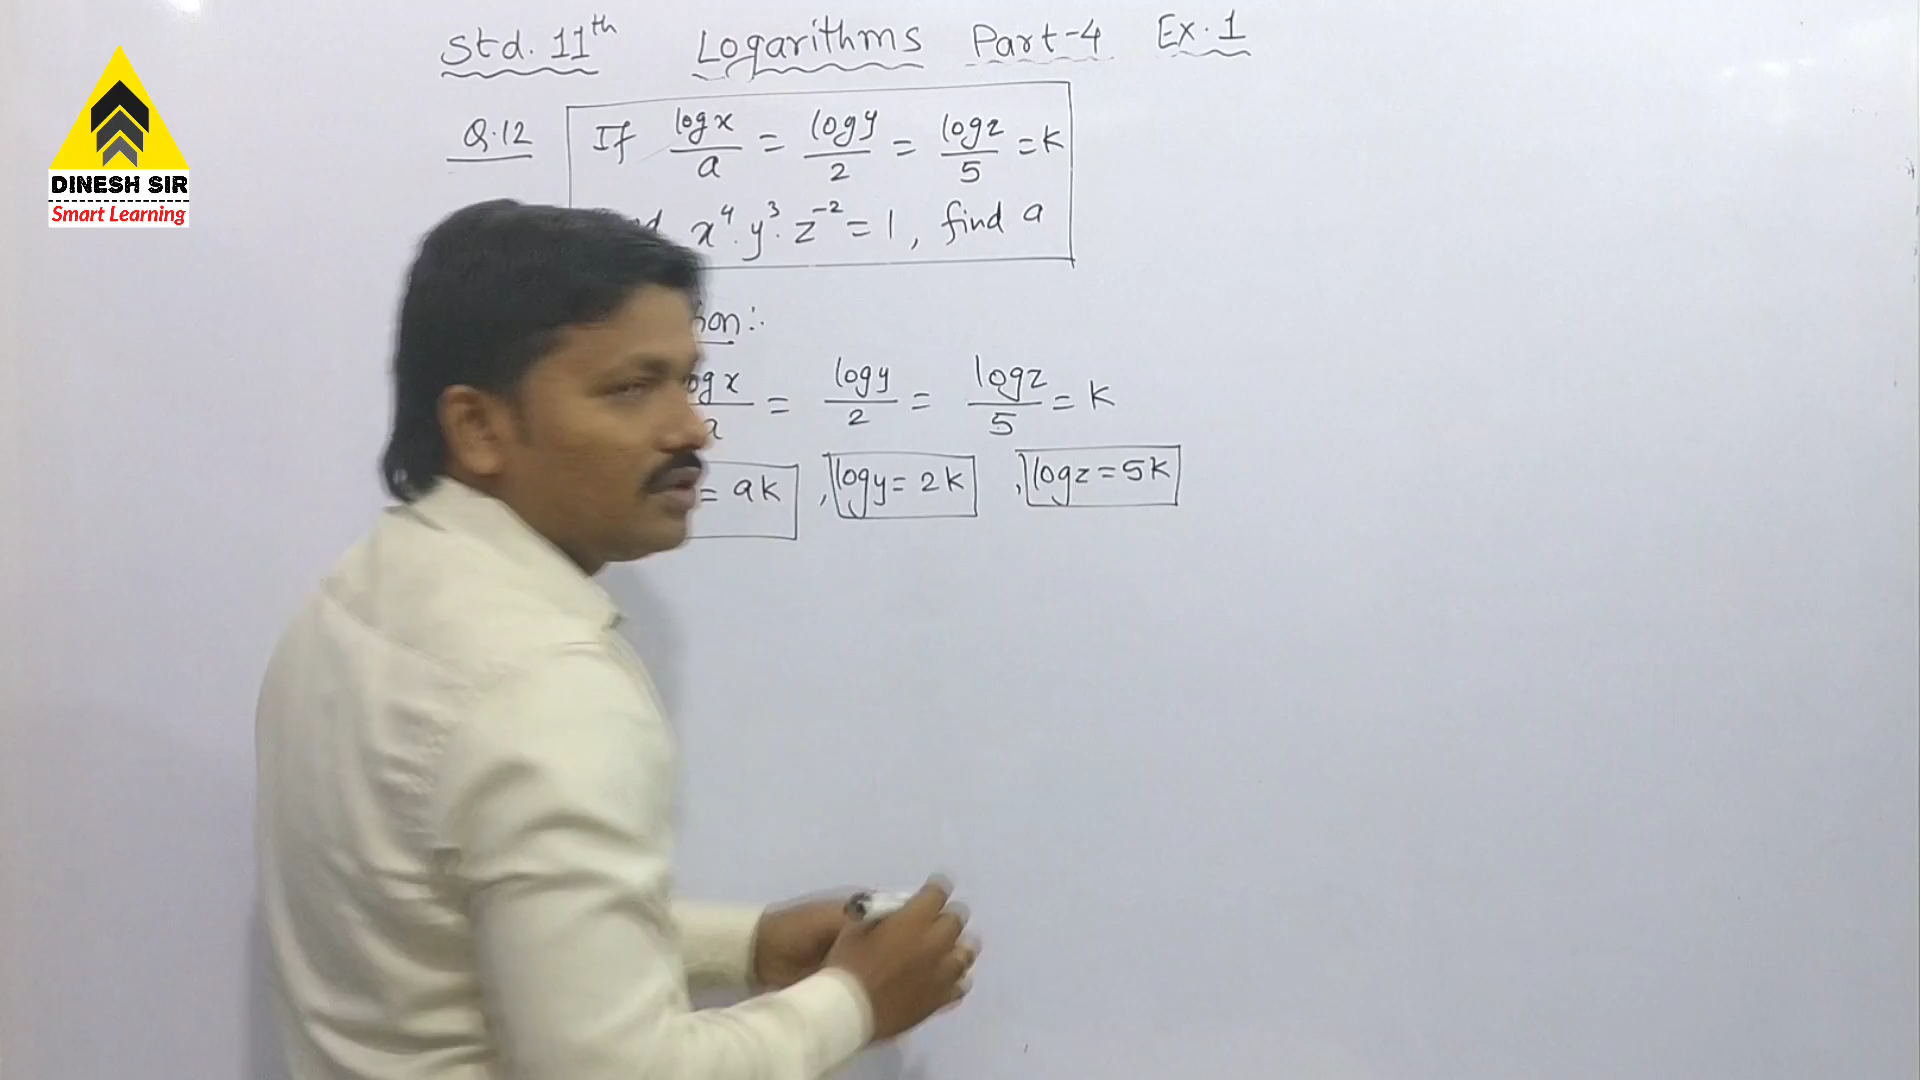 Std. 11th Logarithms Part-4 Ex. 1
DINESH SIR
Smart Learning
Q.12 If log x / a = log y / 2 = log z / 5 = k
x⁴. y³. z⁻² = 1, find a
log x / a = log y / 2 = log z / 5 = k
= ak , log y = 2k , log z = 5k